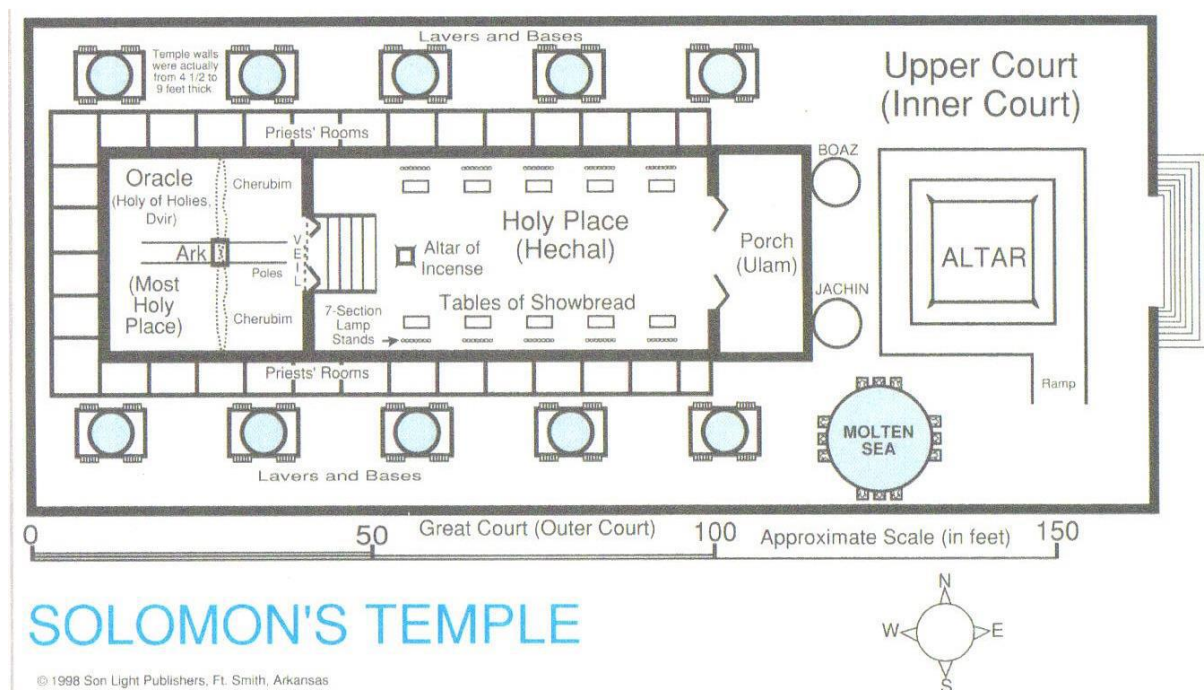 Lavers and Bases
Temple walls
were actually
from 4 1/2 to
9 feet thick.
Upper Court
(Inner Court)
Priests' Rooms
BOAZ
Oracle
(Holy of Holies,
Dvir)
Cherubim
Ark
VEIL
Poles
(Most
Holy
Place)
Cherubim
Altar of
Incense
Holy Place
(Hechal)
Tables of Showbread
7-Section
Lamp
Stands
Porch
(Ulam)
ALTAR
JACHIN
Priests' Rooms
Ramp
MOLTEN
SEA
Lavers and Bases
Great Court (Outer Court)
0 50 100 150
Approximate Scale (in feet)
SOLOMON'S TEMPLE
N
W E
S
© 1998 Son Light Publishers, Ft. Smith, Arkansas